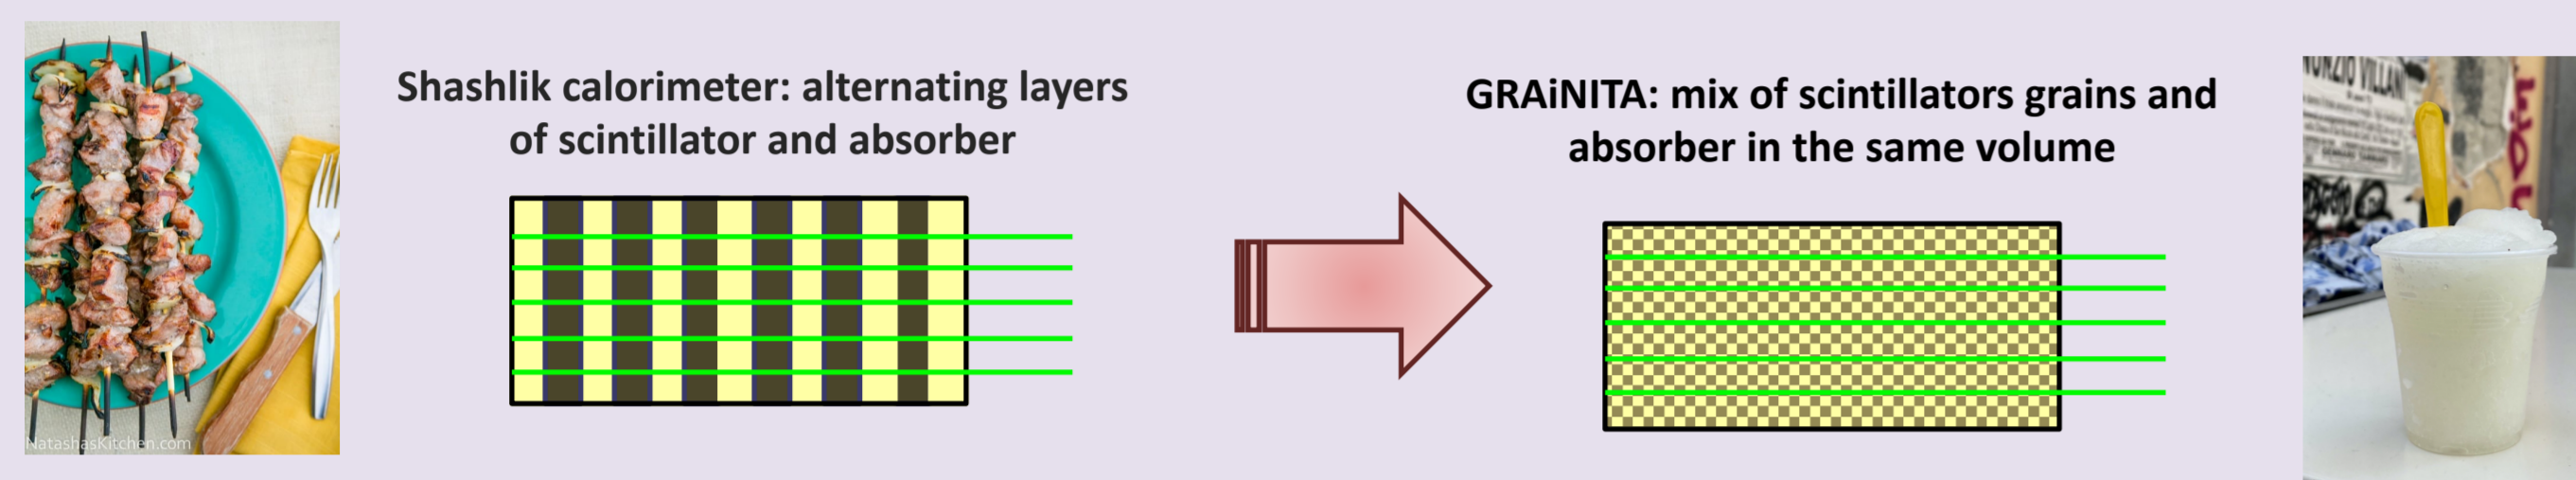 Shashlik calorimeter: alternating layers
of scintillator and absorber
GRAiNITA: mix of scintillators grains and
absorber in the same volume
NatashasKitchen.com